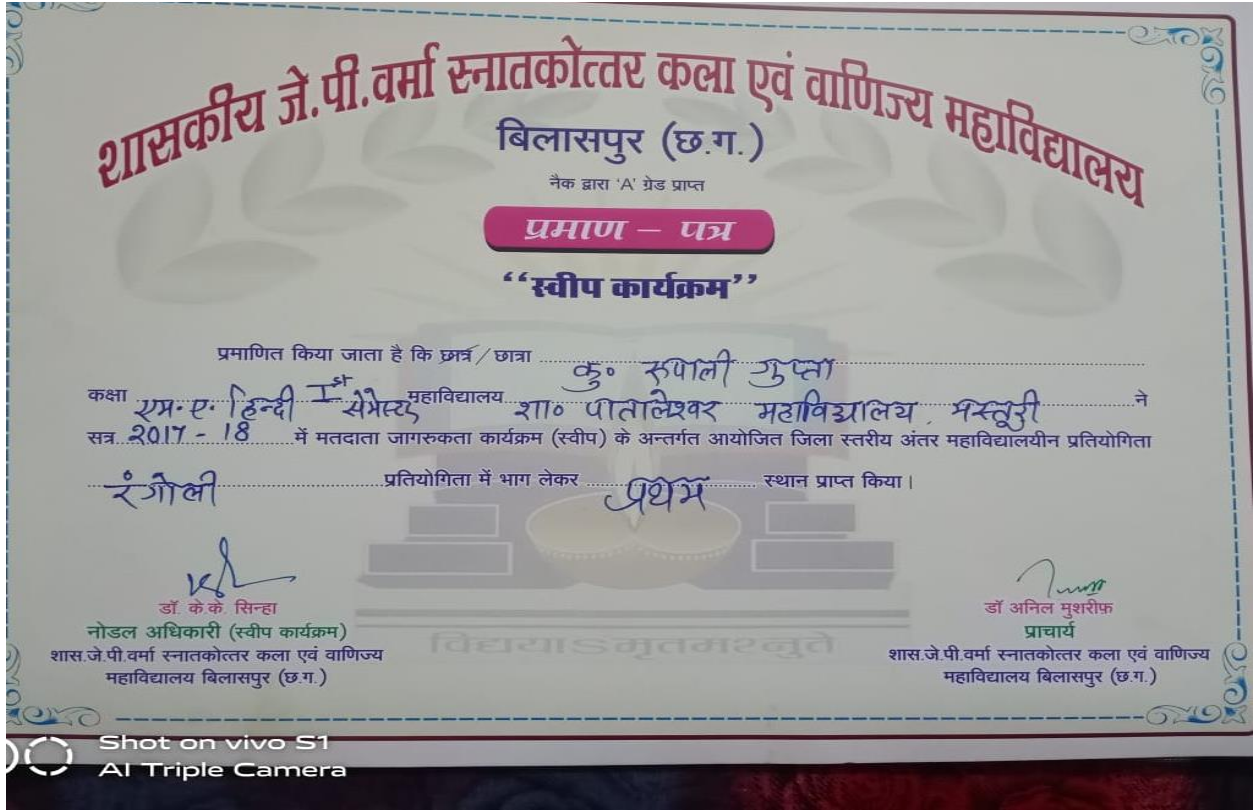 शासकीय जे.पी.वर्मा स्नातकोत्तर कला एवं वाणिज्य महाविद्यालय
बिलासपुर (छ.ग.)
नैक द्वारा 'A' ग्रेड प्राप्त
प्रमाण – पत्र
“स्वीप कार्यक्रम”
प्रमाणित किया जाता है कि छात्र / छात्रा कु० रुपाली गुप्ता
कक्षा एम.ए. हिन्दी Ist सेमेस्टर महाविद्यालय शा० पातालेश्वर महाविद्यालय, मस्तूरी ने
सत्र 2017 - 18 में मतदाता जागरुकता कार्यक्रम (स्वीप) के अन्तर्गत आयोजित जिला स्तरीय अंतर महाविद्यालयीन प्रतियोगिता
रंगोली प्रतियोगिता में भाग लेकर प्रथम स्थान प्राप्त किया।
डॉ. के.के. सिन्हा
नोडल अधिकारी (स्वीप कार्यक्रम)
शास.जे.पी.वर्मा स्नातकोत्तर कला एवं वाणिज्य
महाविद्यालय बिलासपुर (छ.ग.)
डॉ अनिल मुशरीफ़
प्राचार्य
शास.जे.पी.वर्मा स्नातकोत्तर कला एवं वाणिज्य
महाविद्यालय बिलासपुर (छ.ग.)
विद्ययाऽमृतमश्नुते
Shot on vivo S1
AI Triple Camera